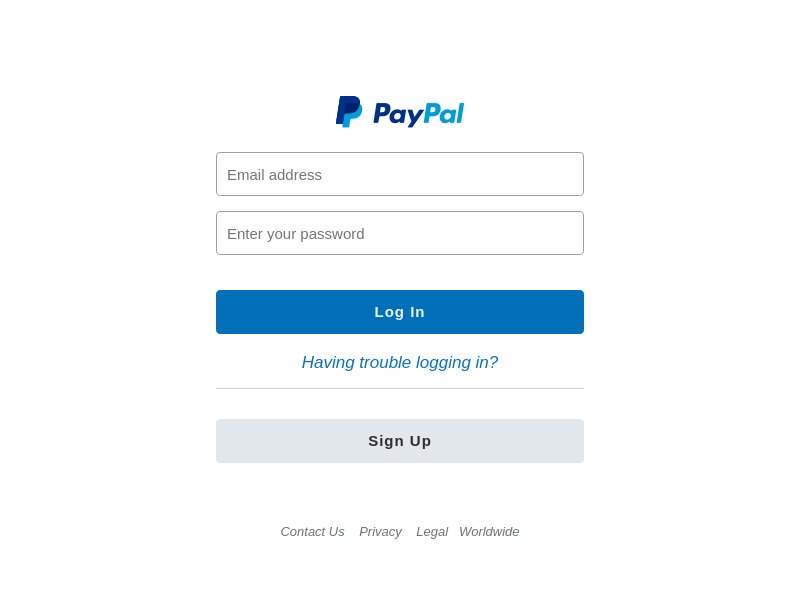 PayPal
Email address
Enter your password
Log In
Having trouble logging in?
Sign Up
Contact Us Privacy Legal Worldwide